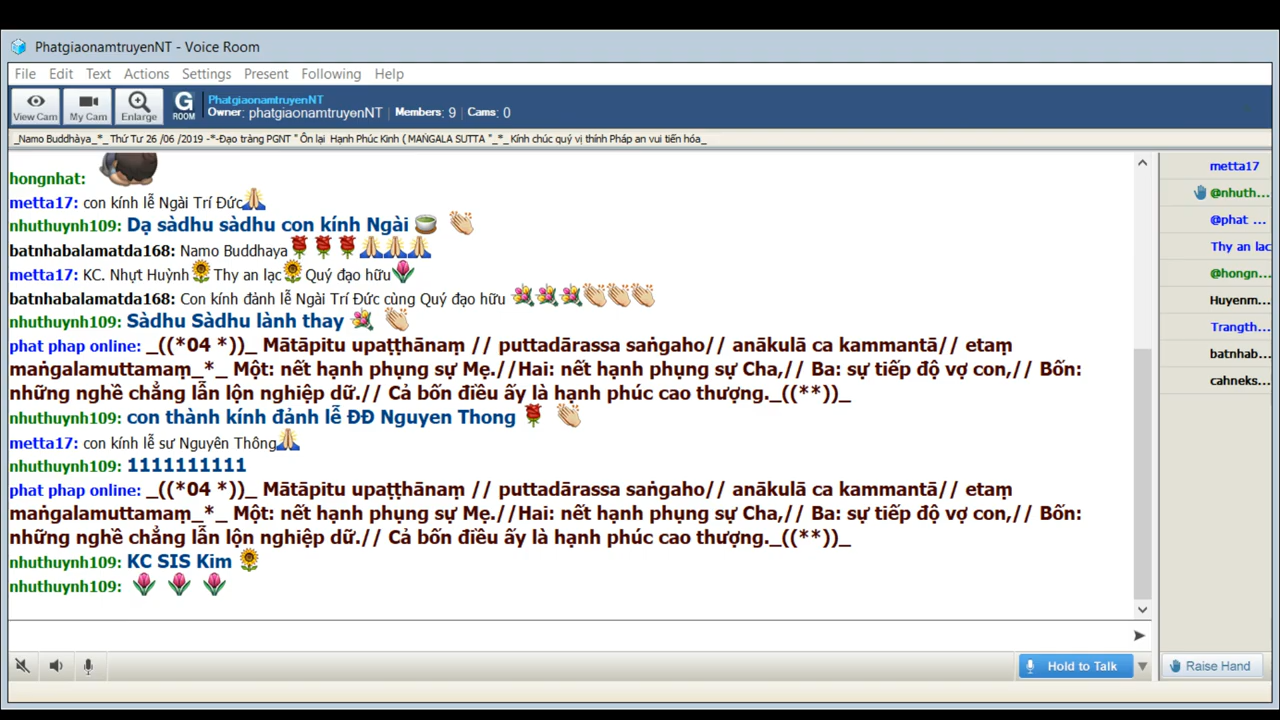 PhatgiaonamtruyenNT - Voice Room
File Edit Text Actions Settings Present Following Help
View Cam My Cam Enlarge G ROOM PhatgiaonamtruyenNT
Owner: phatgiaonamtruyenNT | Members: 9 | Cams: 0
_Namo Buddhàya_*_ Thứ Tư 26 /06 /2019 -*-Đạo tràng PGNT " Ôn lại Hạnh Phúc Kinh ( MAṄGALA SUTTA "_*_ Kính chúc quý vị thính Pháp an vui tiến hóa_
hongnhat:
metta17: con kính lễ Ngài Trí Đức
nhuthuynh109: Dạ sàdhu sàdhu con kính Ngài
batnhabalamatda168: Namo Buddhaya
metta17: KC. Nhựt Huỳnh Thy an lạc Quý đạo hữu
batnhabalamatda168: Con kính đảnh lễ Ngài Trí Đức cùng Quý đạo hữu
nhuthuynh109: Sàdhu Sàdhu lành thay
phat phap online: _((*04 *))_ Mātāpitu upaṭṭhānaṃ // puttadārassa saṅgaho// anākulā ca kammantā// etaṃ
maṅgalamuttamaṃ_*_ Một: nết hạnh phụng sự Mẹ.//Hai: nết hạnh phụng sự Cha,// Ba: sự tiếp độ vợ con,// Bốn:
những nghề chẳng lẫn lộn nghiệp dữ.// Cả bốn điều ấy là hạnh phúc cao thượng._((**))_
nhuthuynh109: con thành kính đảnh lễ ĐĐ Nguyen Thong
metta17: con kính lễ sư Nguyên Thông
nhuthuynh109: 1111111111
phat phap online: _((*04 *))_ Mātāpitu upaṭṭhānaṃ // puttadārassa saṅgaho// anākulā ca kammantā// etaṃ
maṅgalamuttamaṃ_*_ Một: nết hạnh phụng sự Mẹ.//Hai: nết hạnh phụng sự Cha,// Ba: sự tiếp độ vợ con,// Bốn:
những nghề chẳng lẫn lộn nghiệp dữ.// Cả bốn điều ấy là hạnh phúc cao thượng._((**))_
nhuthuynh109: KC SIS Kim
nhuthuynh109:
metta17
@nhuth...
@phat ...
Thy an lac
@hongn...
Huyenm...
Trangth...
batnhab...
cahneks...
Hold to Talk
Raise Hand